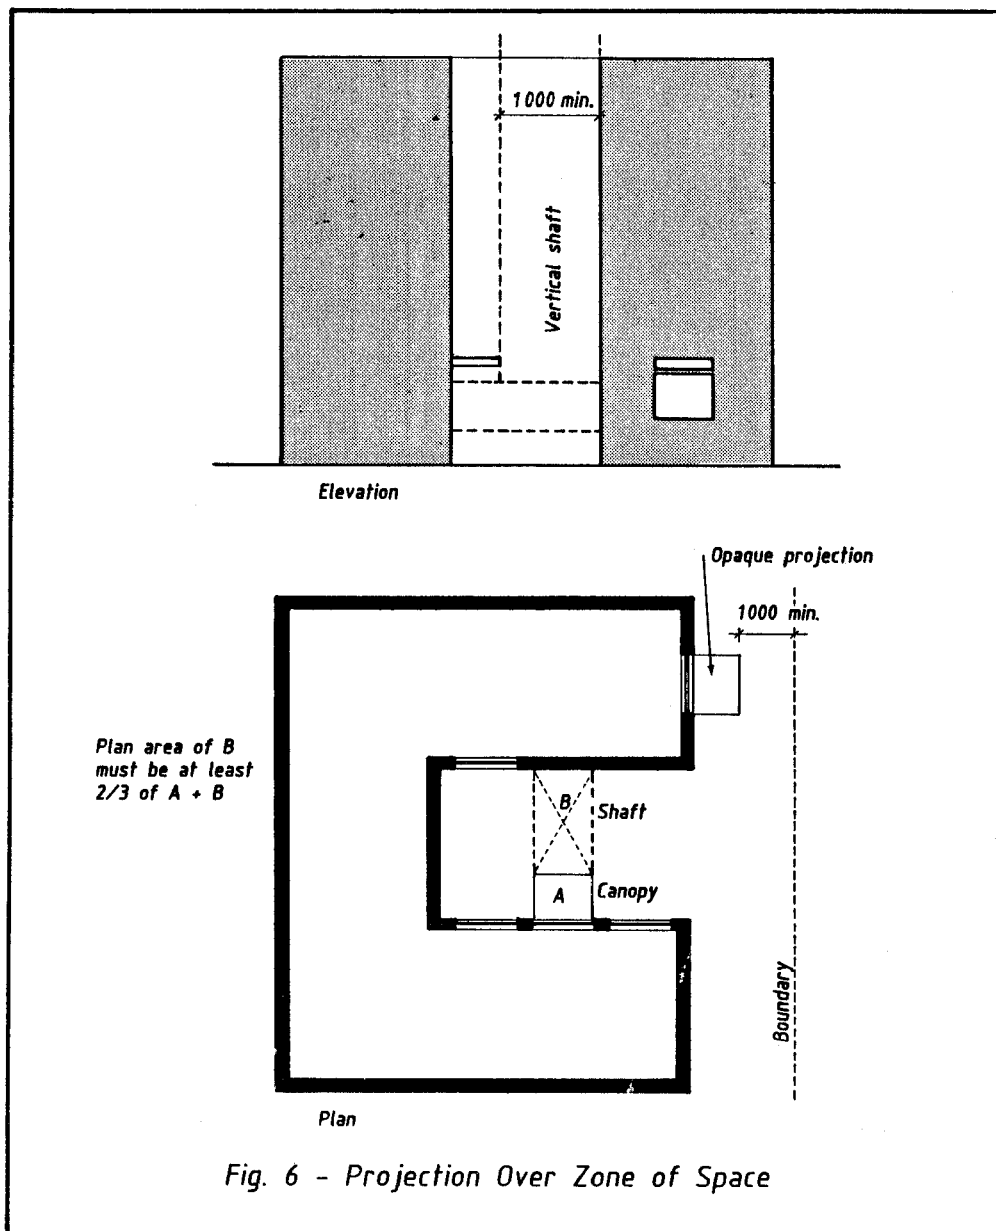 1000 min.
Vertical shaft
Elevation
Opaque projection
1000 min.
Plan area of B
must be at least
2/3 of A + B
B
Shaft
A
Canopy
Boundary
Plan
Fig. 6 - Projection Over Zone of Space